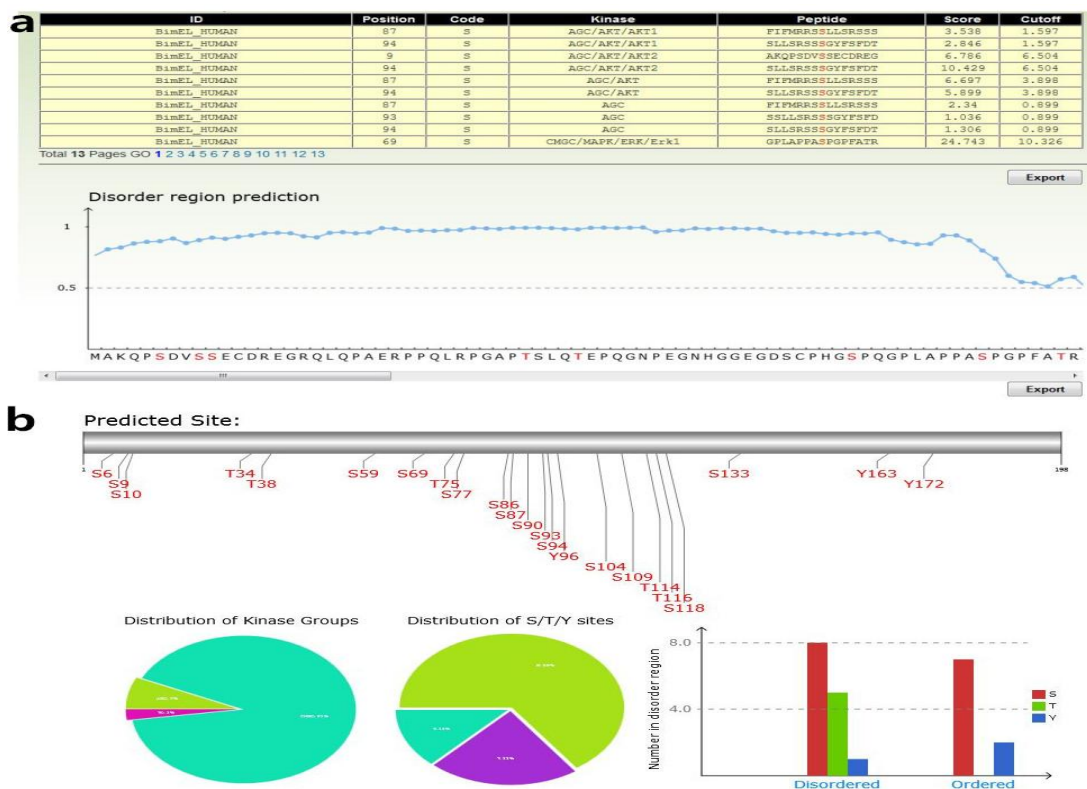 a
ID Position Code Kinase Peptide Score Cutoff
BimEL_HUMAN 87 S AGC/AKT/AKT1 FIFMRRSSLLSRSSS 3.538 1.597
BimEL_HUMAN 94 S AGC/AKT/AKT1 SLLSRSSSGYFSFDT 2.846 1.597
BimEL_HUMAN 9 S AGC/AKT/AKT2 AKQPSDVSSECDREG 6.786 6.504
BimEL_HUMAN 94 S AGC/AKT/AKT2 SLLSRSSSGYFSFDT 10.429 6.504
BimEL_HUMAN 87 S AGC/AKT FIFMRRSSLLSRSSS 6.697 3.898
BimEL_HUMAN 94 S AGC/AKT SLLSRSSSGYFSFDT 5.899 3.898
BimEL_HUMAN 87 S AGC FIFMRRSSLLSRSSS 2.34 0.899
BimEL_HUMAN 93 S AGC SSLLSRSSSGYFSFD 1.036 0.899
BimEL_HUMAN 94 S AGC SLLSRSSSGYFSFDT 1.306 0.899
BimEL_HUMAN 69 S CMGC/MAPK/ERK/Erk1 GPLAPPASPGPFATR 24.743 10.326
Total 13 Pages GO 1 2 3 4 5 6 7 8 9 10 11 12 13
Export
Disorder region prediction
1
0.5
MAKQPSDVSSECDREGRQLQPAERPPQLRPGAPTSLQTEPQGNPEGNHGGEGDSCPHGSPQGPLAPPASPGPFATR
Export
b
Predicted Site:
1 198
S6 T34 S59 S69 S133 Y163
S9 T38 T75 Y172
S10 S77
S86
S87
S90
S93
S94
Y96
S104
S109
T114
T116
S118
Distribution of Kinase Groups
Distribution of S/T/Y sites
Number in disorder region
8.0
4.0
S
T
Y
Disordered Ordered